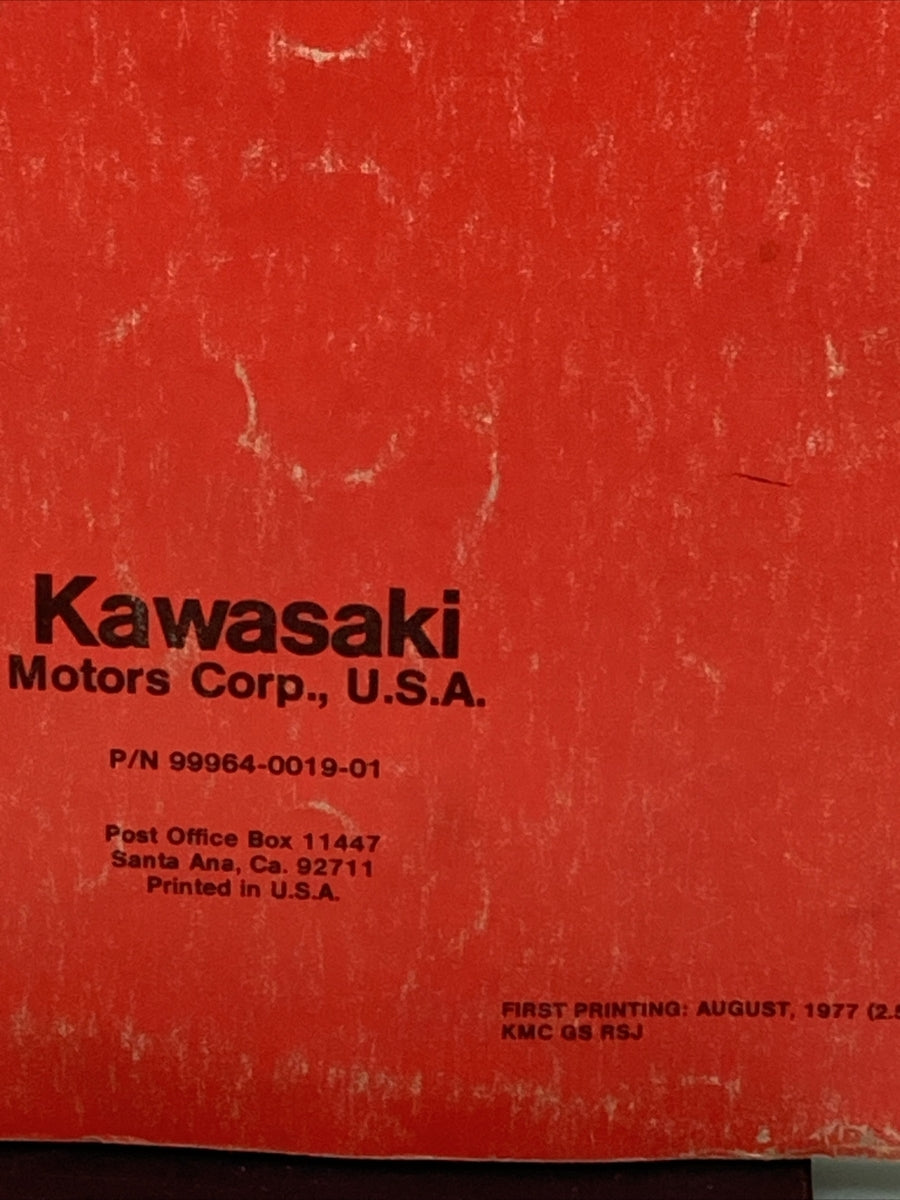 Kawasaki
Motors Corp., U.S.A.
P/N 99964-0019-01
Post Office Box 11447
Santa Ana, Ca. 92711
Printed in U.S.A.
FIRST PRINTING: AUGUST, 1977
KMC GS RSJ